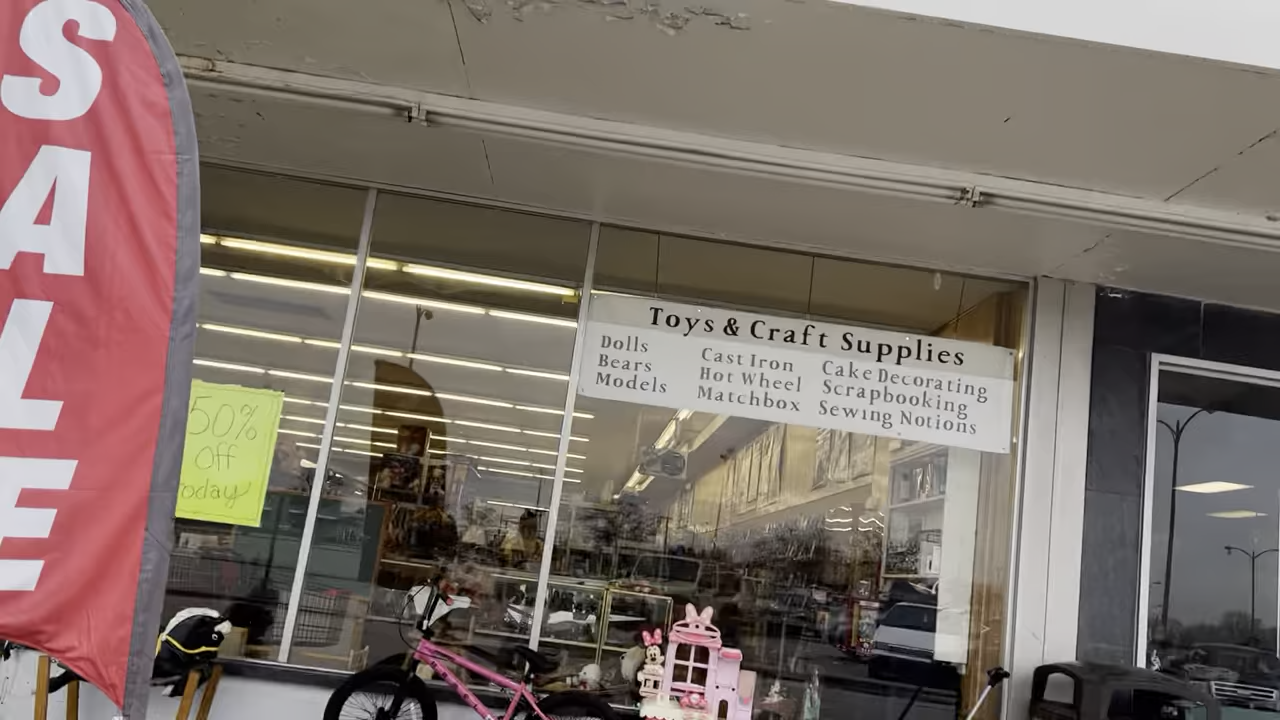 SALE
50%
Off
Today
Toys & Craft Supplies
Dolls
Bears
Models
Cast Iron
Hot Wheel
Matchbox
Cake Decorating
Scrapbooking
Sewing Notions